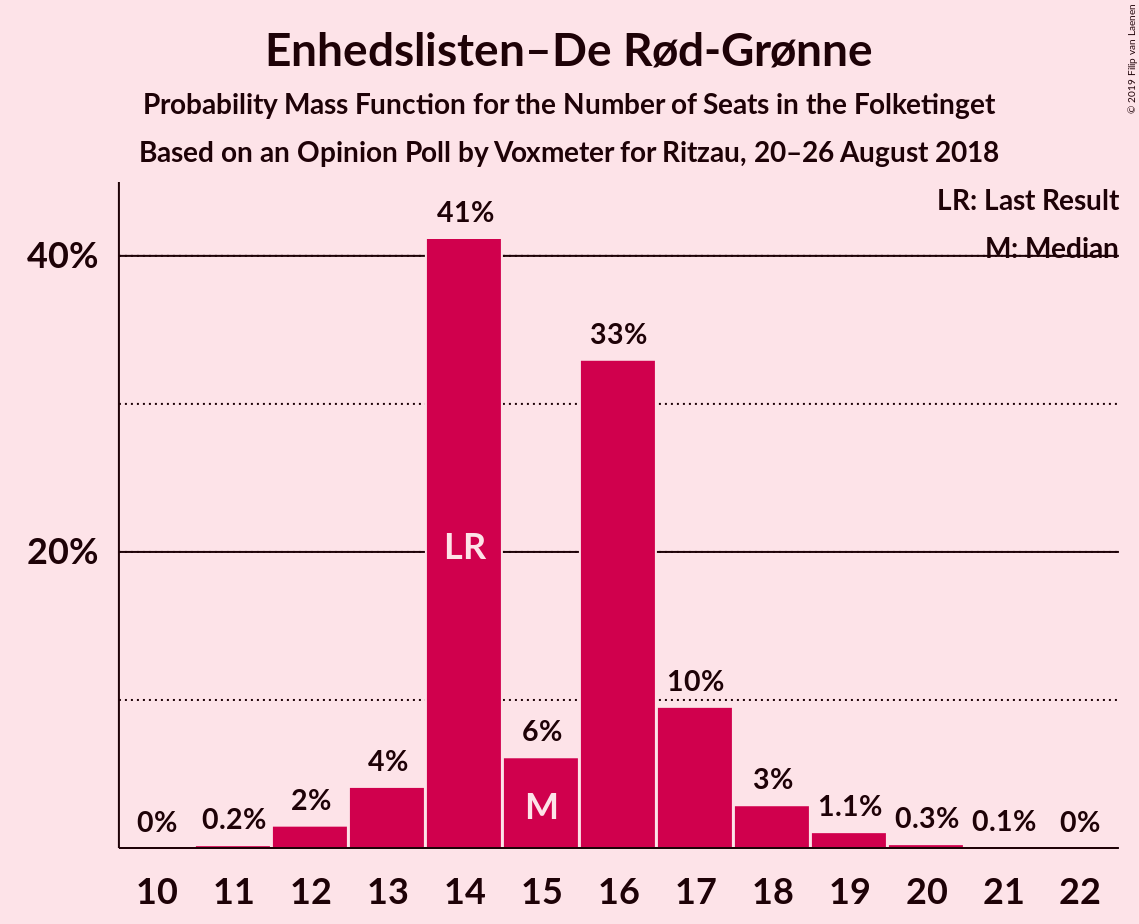 Enhedslisten–De Rød-Grønne
Probability Mass Function for the Number of Seats in the Folketinget
Based on an Opinion Poll by Voxmeter for Ritzau, 20–26 August 2018
© 2019 Filip van Laenen
LR: Last Result
M: Median
40%
20%
41%
33%
10%
6%
4%
3%
2%
1.1%
0.3%
0.2%
0.1%
0%
0%
LR
M
10 11 12 13 14 15 16 17 18 19 20 21 22